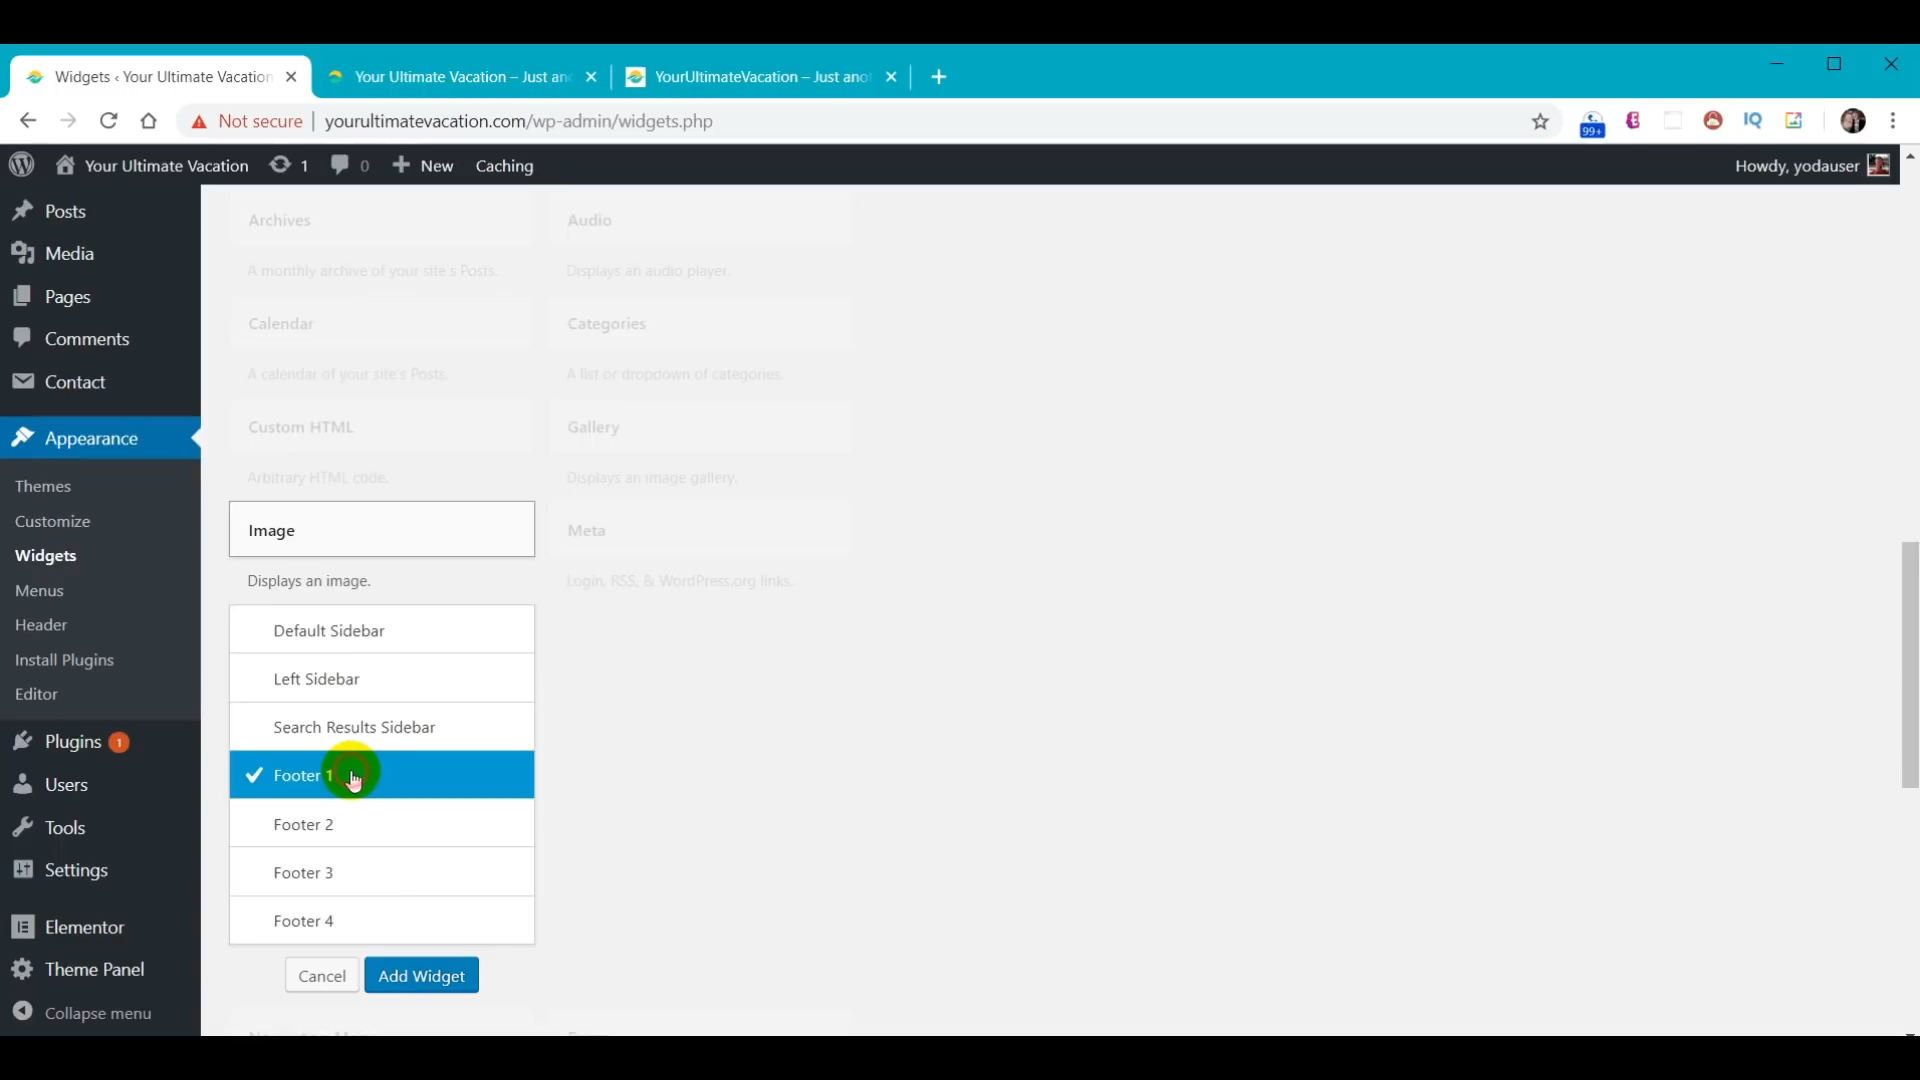 Widgets ‹ Your Ultimate Vacation
Your Ultimate Vacation – Just an
YourUltimateVacation – Just ano
Not secure
yourultimatevacation.com/wp-admin/widgets.php
99+
IQ
Your Ultimate Vacation
1
0
New
Caching
Howdy, yodauser
Posts
Media
Pages
Comments
Contact
Appearance
Themes
Customize
Widgets
Menus
Header
Install Plugins
Editor
Plugins 1
Users
Tools
Settings
Elementor
Theme Panel
Collapse menu
Archives
Audio
A monthly archive of your site's Posts.
Displays an audio player.
Calendar
Categories
A calendar of your site's Posts.
A list or dropdown of categories.
Custom HTML
Gallery
Arbitrary HTML code.
Displays an image gallery.
Image
Meta
Displays an image.
Login, RSS, & WordPress.org links.
Default Sidebar
Left Sidebar
Search Results Sidebar
Footer 1
Footer 2
Footer 3
Footer 4
Cancel
Add Widget